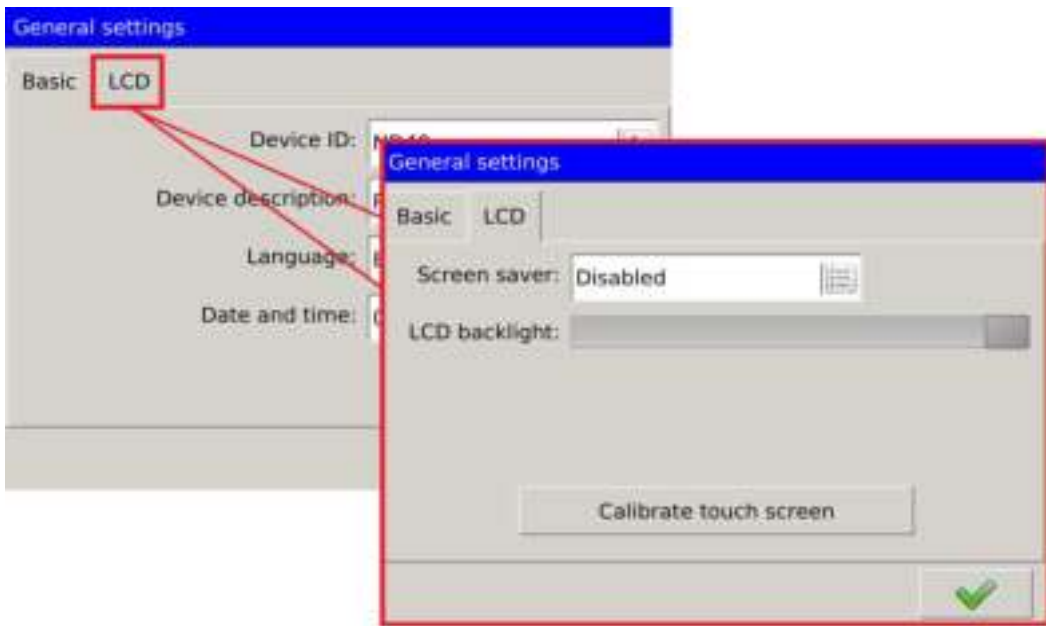 General settings
Basic LCD
Device ID:
Device description:
Language:
Date and time:
General settings
Basic LCD
Screen saver: Disabled
LCD backlight:
Calibrate touch screen